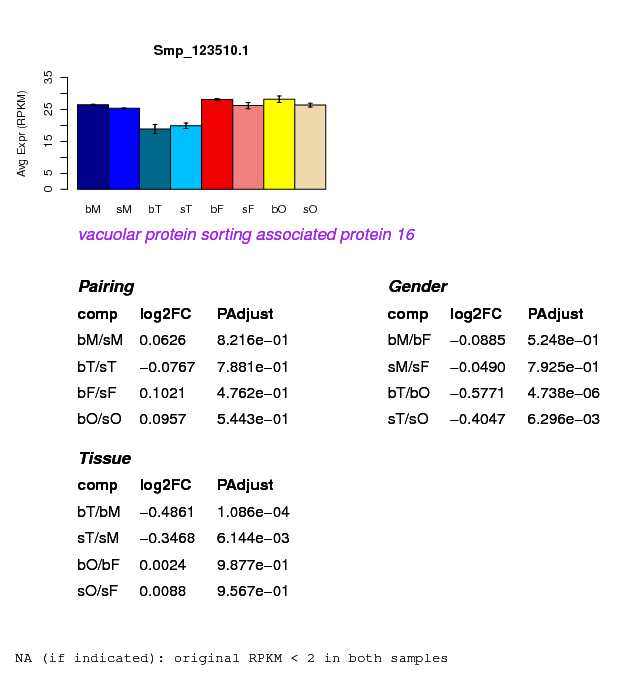 Smp_123510.1
Avg Expr (RPKM)
35
25
15
5
0
bM sM bT sT bF sF bO sO
vacuolar protein sorting associated protein 16
Pairing
comp log2FC PAdjust
bM/sM 0.0626 8.216e−01
bT/sT −0.0767 7.881e−01
bF/sF 0.1021 4.762e−01
bO/sO 0.0957 5.443e−01
Gender
comp log2FC PAdjust
bM/bF −0.0885 5.248e−01
sM/sF −0.0490 7.925e−01
bT/bO −0.5771 4.738e−06
sT/sO −0.4047 6.296e−03
Tissue
comp log2FC PAdjust
bT/bM −0.4861 1.086e−04
sT/sM −0.3468 6.144e−03
bO/bF 0.0024 9.877e−01
sO/sF 0.0088 9.567e−01
NA (if indicated): original RPKM < 2 in both samples